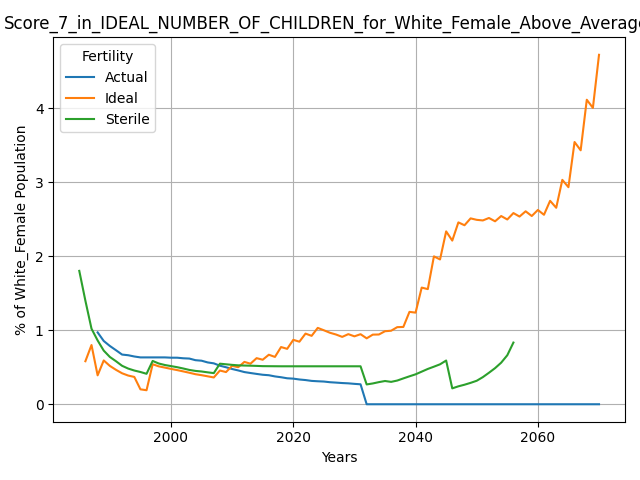 Score_7_in_IDEAL_NUMBER_OF_CHILDREN_for_White_Female_Above_Average
Fertility
Actual
Ideal
Sterile
% of White_Female Population
4
3
2
1
0
2000 2020 2040 2060
Years